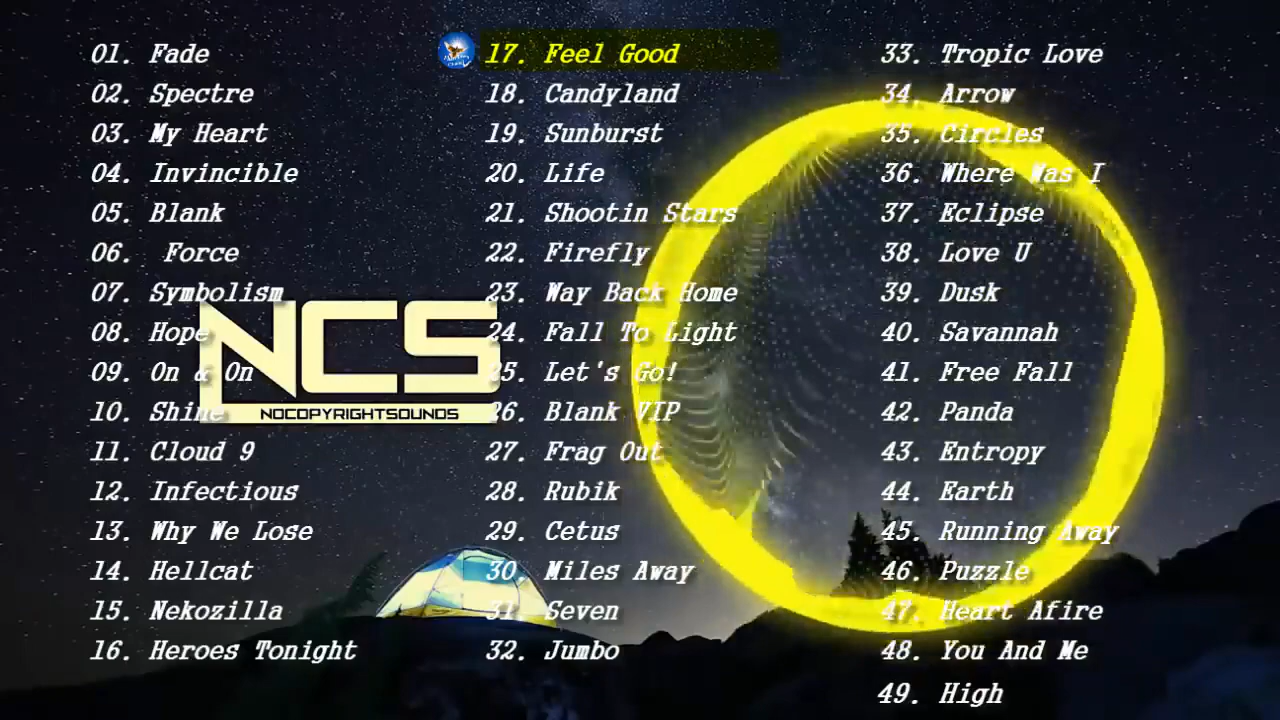 01. Fade
02. Spectre
03. My Heart
04. Invincible
05. Blank
06. Force
07. Symbolism
08. Hope
09. On & On
10. Shine
11. Cloud 9
12. Infectious
13. Why We Lose
14. Hellcat
15. Nekozilla
16. Heroes Tonight
NCS
NOCOPYRIGHTSOUNDS
17. Feel Good
18. Candyland
19. Sunburst
20. Life
21. Shootin Stars
22. Firefly
23. Way Back Home
24. Fall To Light
25. Let's Go!
26. Blank VIP
27. Frag Out
28. Rubik
29. Cetus
30. Miles Away
31. Seven
32. Jumbo
33. Tropic Love
34. Arrow
35. Circles
36. Where Was I
37. Eclipse
38. Love U
39. Dusk
40. Savannah
41. Free Fall
42. Panda
43. Entropy
44. Earth
45. Running Away
46. Puzzle
47. Heart Afire
48. You And Me
49. High